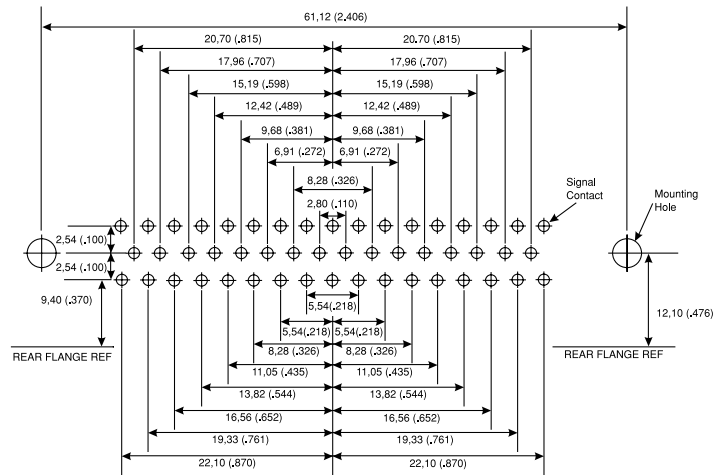 61,12 (2.406)
20,70 (.815) 20.70 (.815)
17,96 (.707) 17,96 (.707)
15,19 (.598) 15.19 (.598)
12,42 (.489) 12,42 (.489)
9,68 (.381) 9,68 (.381)
6,91 (.272) 6,91 (.272)
8,28 (.326)
2,80 (.110)
Signal
Contact
Mounting
Hole
2,54 (.100)
2,54 (.100)
9,40 (.370)
12,10 (.476)
5,54 (.218)
5,54(.218) 5,54(.218)
REAR FLANGE REF
REAR FLANGE REF
8,28 (.326) 8,28 (.326)
11,05 (.435) 11,05 (.435)
13,82 (.544) 13,82 (.544)
16,56 (.652) 16,56 (.652)
19,33 (.761) 19,33 (.761)
22,10 (.870) 22,10 (.870)